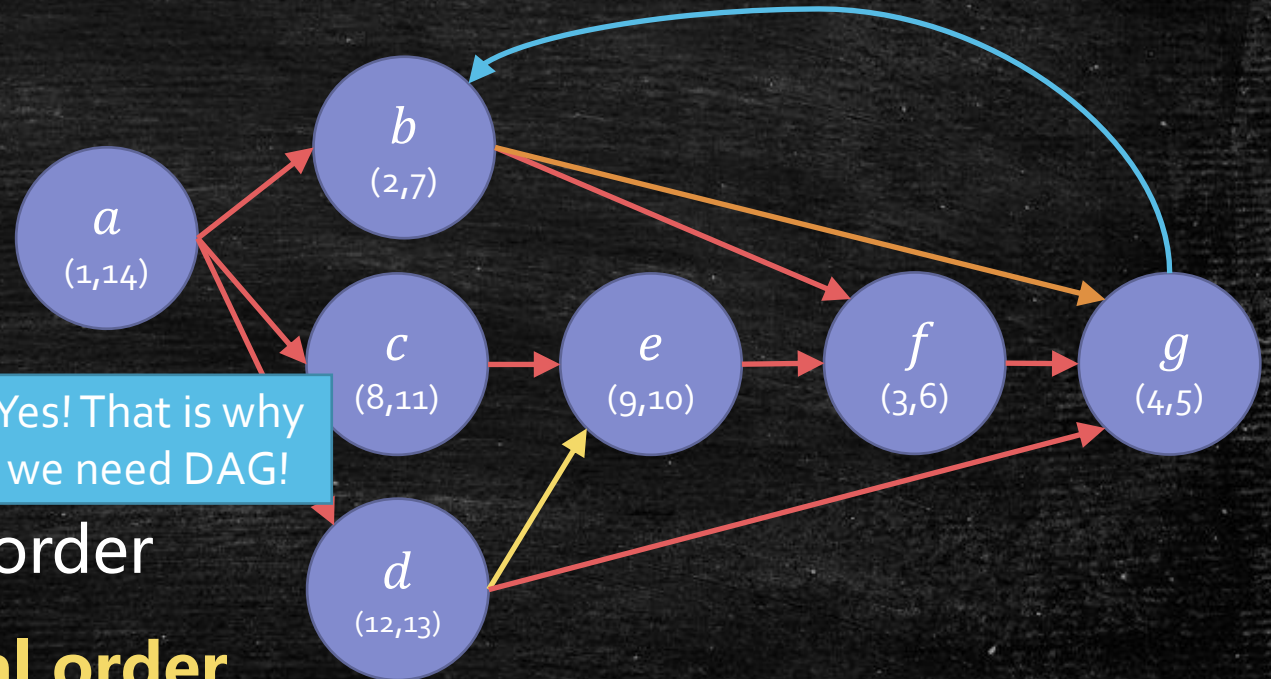 b
(2,7)
a
(1,14)
c
(8,11)
e
(9,10)
f
(3,6)
g
(4,5)
Yes! That is why
we need DAG!
order
d
(12,13)
order